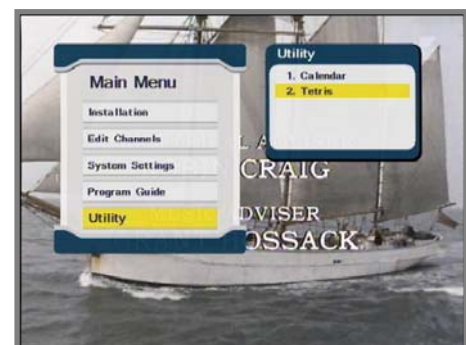 Main Menu
Installation
Edit Channels
System Settings
Program Guide
Utility
Utility
1. Calendar
2. Tetris
CRAIG
DVISER
OSSACK